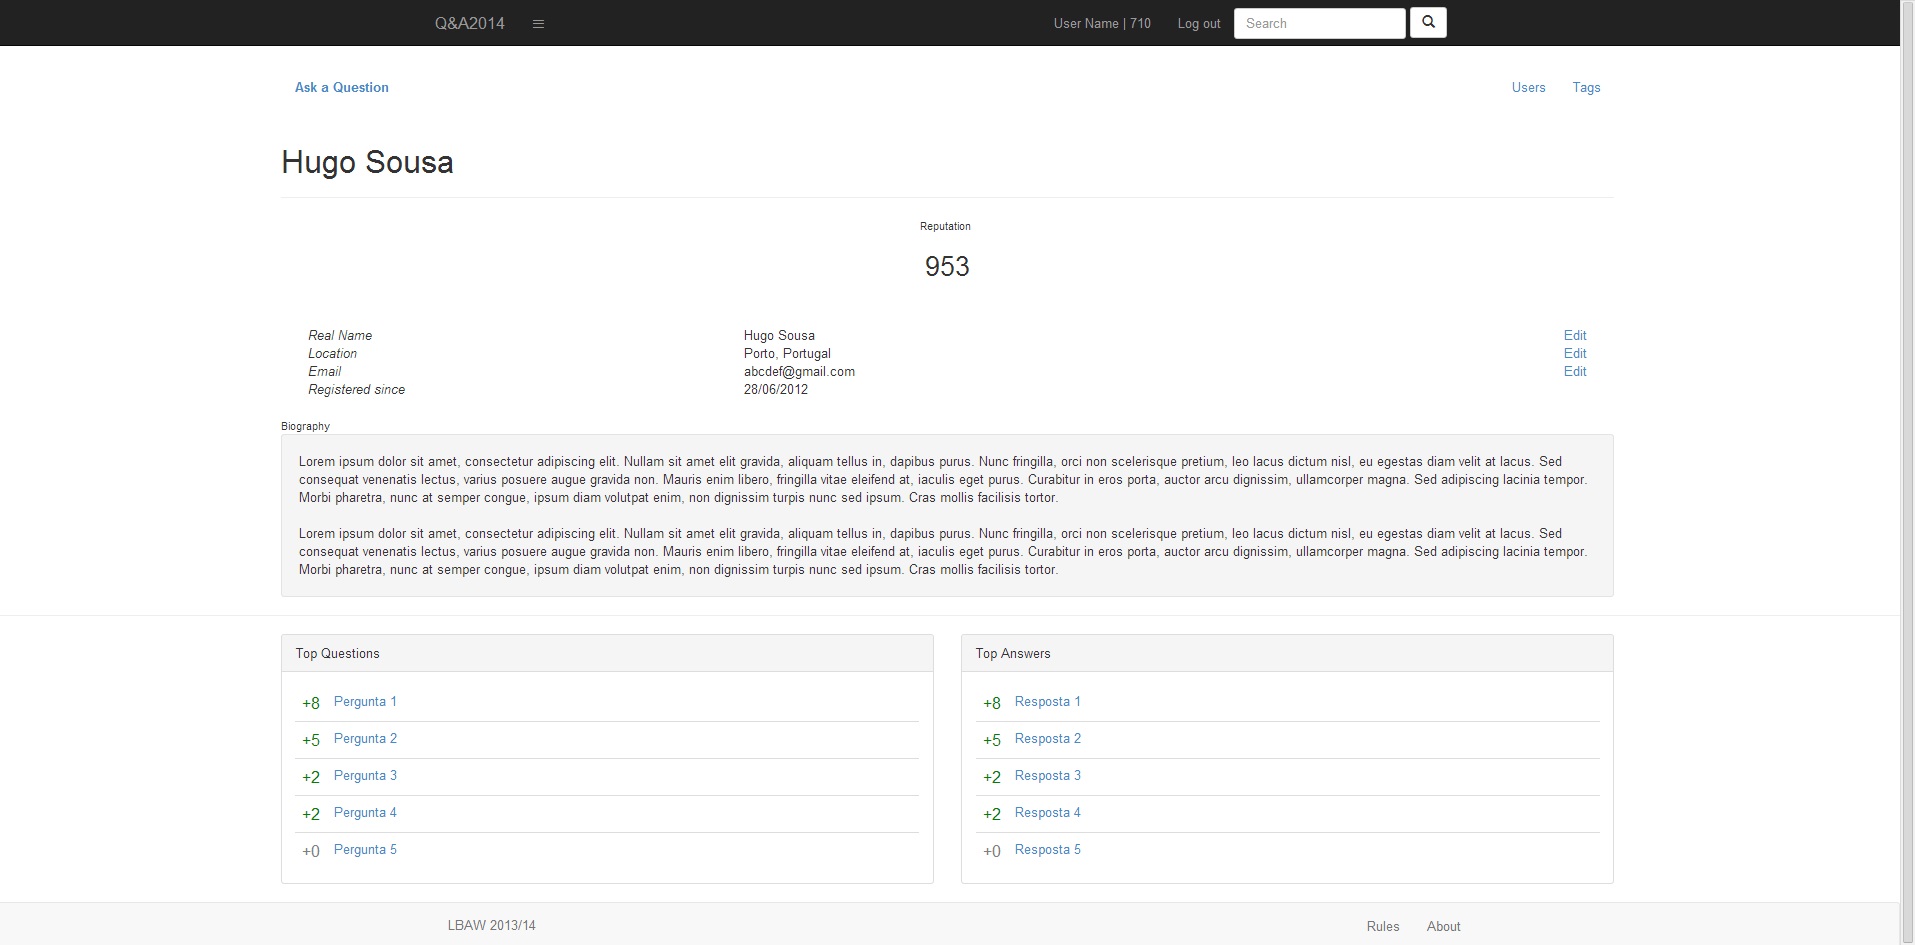 Q&A2014 ≡ User Name | 710 Log out Search
Ask a Question Users Tags
Hugo Sousa
Reputation
953
Real Name Hugo Sousa Edit
Location Porto, Portugal Edit
Email abcdef@gmail.com Edit
Registered since 28/06/2012
Biography
Lorem ipsum dolor sit amet, consectetur adipiscing elit. Nullam sit amet elit gravida, aliquam tellus in, dapibus purus. Nunc fringilla, orci non scelerisque pretium, leo lacus dictum nisl, eu egestas diam velit at lacus. Sed
consequat venenatis lectus, varius posuere augue gravida non. Mauris enim libero, fringilla vitae eleifend at, iaculis eget purus. Curabitur in eros porta, auctor arcu dignissim, ullamcorper magna. Sed adipiscing lacinia tempor.
Morbi pharetra, nunc at semper congue, ipsum diam volutpat enim, non dignissim turpis nunc sed ipsum. Cras mollis facilisis tortor.
Lorem ipsum dolor sit amet, consectetur adipiscing elit. Nullam sit amet elit gravida, aliquam tellus in, dapibus purus. Nunc fringilla, orci non scelerisque pretium, leo lacus dictum nisl, eu egestas diam velit at lacus. Sed
consequat venenatis lectus, varius posuere augue gravida non. Mauris enim libero, fringilla vitae eleifend at, iaculis eget purus. Curabitur in eros porta, auctor arcu dignissim, ullamcorper magna. Sed adipiscing lacinia tempor.
Morbi pharetra, nunc at semper congue, ipsum diam volutpat enim, non dignissim turpis nunc sed ipsum. Cras mollis facilisis tortor.
Top Questions
+8 Pergunta 1
+5 Pergunta 2
+2 Pergunta 3
+2 Pergunta 4
+0 Pergunta 5
Top Answers
+8 Resposta 1
+5 Resposta 2
+2 Resposta 3
+2 Resposta 4
+0 Resposta 5
LBAW 2013/14 Rules About